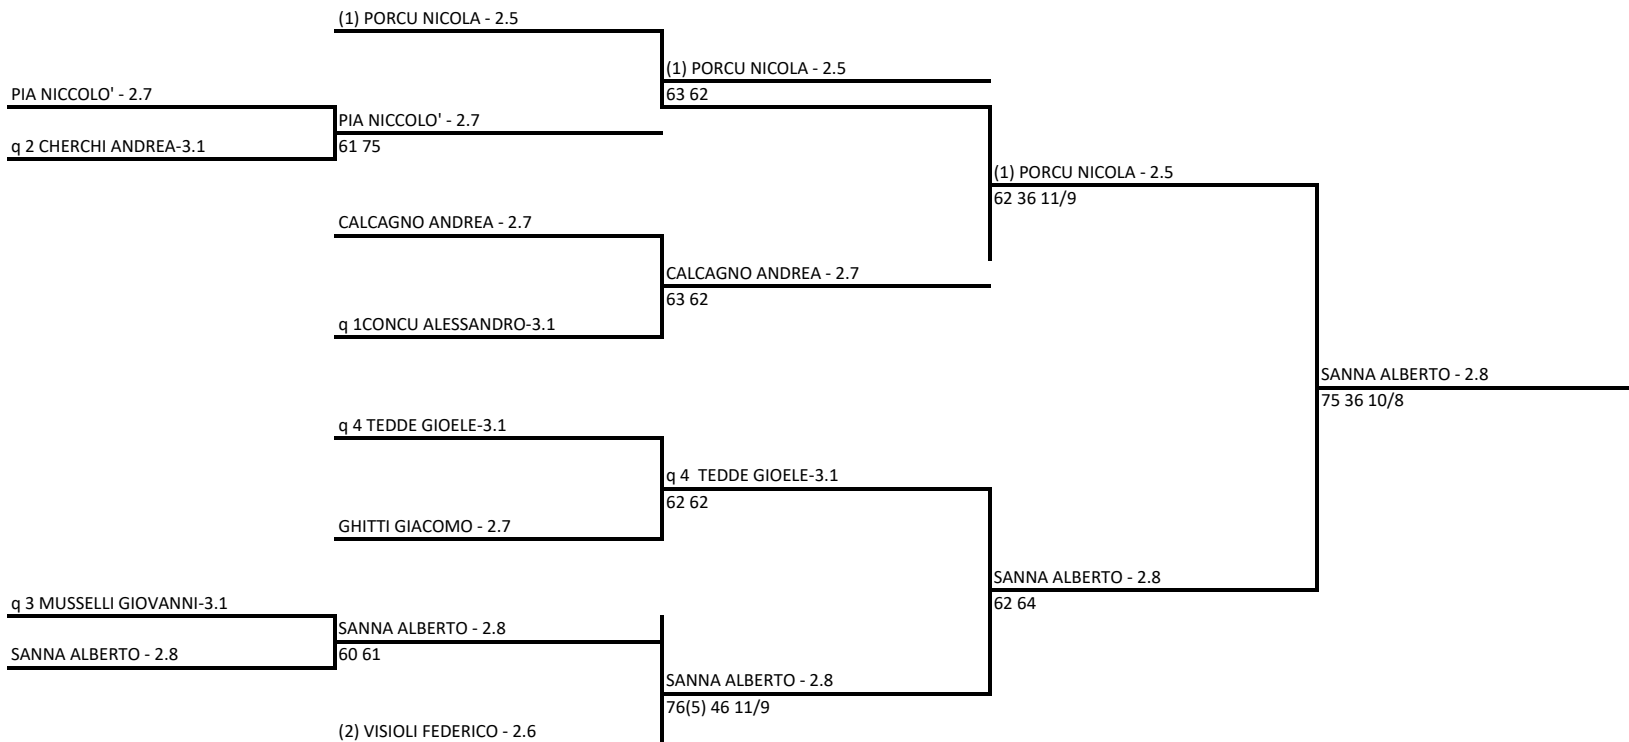 (1) PORCU NICOLA - 2.5
(1) PORCU NICOLA - 2.5
PIA NICCOLO' - 2.7
63 62
PIA NICCOLO' - 2.7
q 2 CHERCHI ANDREA-3.1
61 75
(1) PORCU NICOLA - 2.5
62 36 11/9
CALCAGNO ANDREA - 2.7
CALCAGNO ANDREA - 2.7
63 62
q 1CONCU ALESSANDRO-3.1
SANNA ALBERTO - 2.8
75 36 10/8
q 4 TEDDE GIOELE-3.1
q 4  TEDDE GIOELE-3.1
62 62
GHITTI GIACOMO - 2.7
SANNA ALBERTO - 2.8
62 64
q 3 MUSSELLI GIOVANNI-3.1
SANNA ALBERTO - 2.8
SANNA ALBERTO - 2.8
60 61
SANNA ALBERTO - 2.8
76(5) 46 11/9
(2) VISIOLI FEDERICO - 2.6